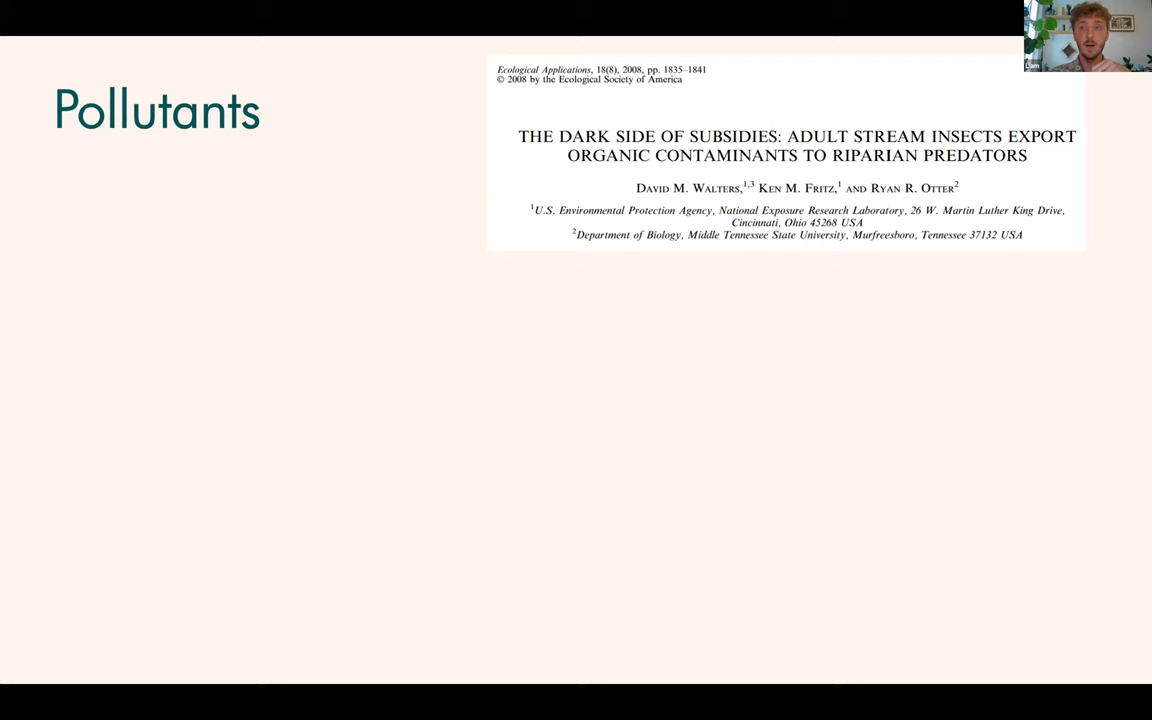 Pollutants
Ecological Applications, 18(8), 2008, pp. 1835–1841
© 2008 by the Ecological Society of America
THE DARK SIDE OF SUBSIDIES: ADULT STREAM INSECTS EXPORT
ORGANIC CONTAMINANTS TO RIPARIAN PREDATORS
David M. Walters,1,3 Ken M. Fritz,1 and Ryan R. Otter2
1U.S. Environmental Protection Agency, National Exposure Research Laboratory, 26 W. Martin Luther King Drive,
Cincinnati, Ohio 45268 USA
2Department of Biology, Middle Tennessee State University, Murfreesboro, Tennessee 37132 USA
Liam